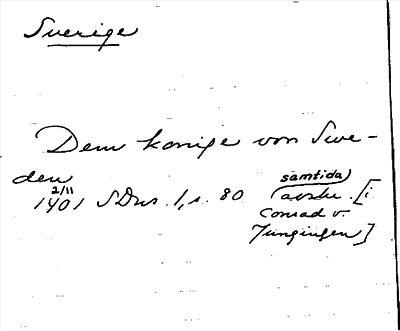 Sverige
Dem konige von Swe-
den
2/11
1401 SDns. 1, s. 80 (samtida)
avskr. [i
Conrad v.
Jungingen]